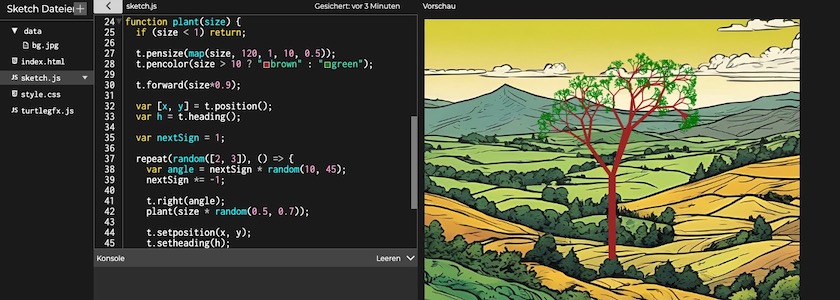 Sketch Dateien
data
bg.jpg
index.html
JS sketch.js
style.css
JS turtlegfx.js
sketch.js
Gesichert: vor 3 Minuten
24 function plant(size) {
25 if (size < 1) return;
26
27 t.pensize(map(size, 120, 1, 10, 0.5));
28 t.pencolor(size > 10 ? "brown" : "green");
29
30 t.forward(size*0.9);
31
32 var [x, y] = t.position();
33 var h = t.heading();
34
35 var nextSign = 1;
36
37 repeat(random([2, 3]), () => {
38 var angle = nextSign * random(10, 45);
39 nextSign *= -1;
40
41 t.right(angle);
42 plant(size * random(0.5, 0.7));
43
44 t.setposition(x, y);
45 t.setheading(h);
Konsole
Leeren
Vorschau